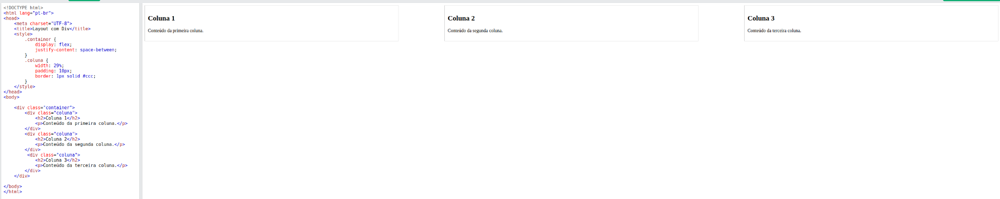 <!DOCTYPE html>
<html lang="pt-br">
<head>
    <meta charset="UTF-8">
    <title>Layout com Div</title>
    <style>
        .container {
            display: flex;
            justify-content: space-between;
        }
        .coluna {
            width: 29%;
            padding: 10px;
            border: 1px solid #ccc;
        }
    </style>
</head>
<body>

    <div class="container">
        <div class="coluna">
            <h2>Coluna 1</h2>
            <p>Conteúdo da primeira coluna.</p>
        </div>
        <div class="coluna">
            <h2>Coluna 2</h2>
            <p>Conteúdo da segunda coluna.</p>
        </div>
         <div class="coluna">
            <h2>Coluna 3</h2>
            <p>Conteúdo da terceira coluna.</p>
        </div>
    </div>

</body>
</html>
Coluna 1
Conteúdo da primeira coluna.
Coluna 2
Conteúdo da segunda coluna.
Coluna 3
Conteúdo da terceira coluna.